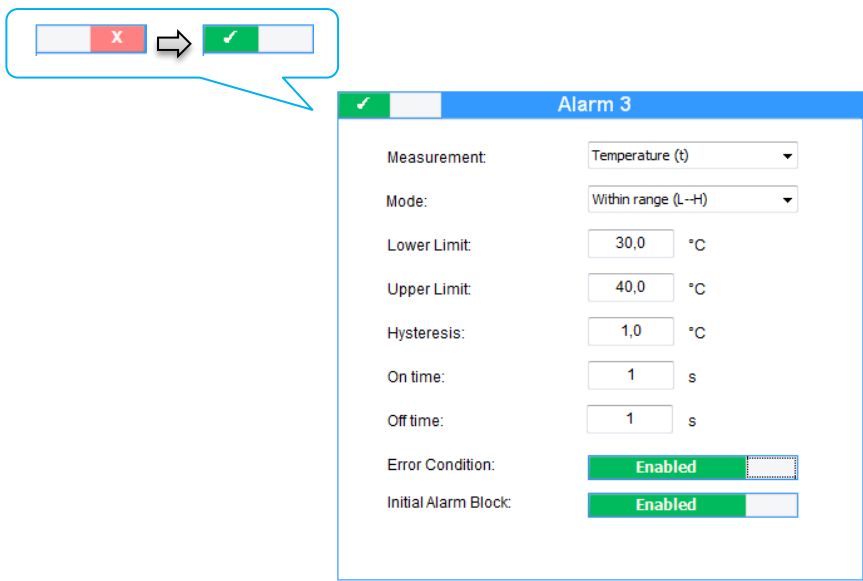 X ✓
✓ Alarm 3
Measurement: Temperature (t)
Mode: Within range (L--H)
Lower Limit: 30,0 °C
Upper Limit: 40,0 °C
Hysteresis: 1,0 °C
On time: 1 s
Off time: 1 s
Error Condition: Enabled
Initial Alarm Block: Enabled